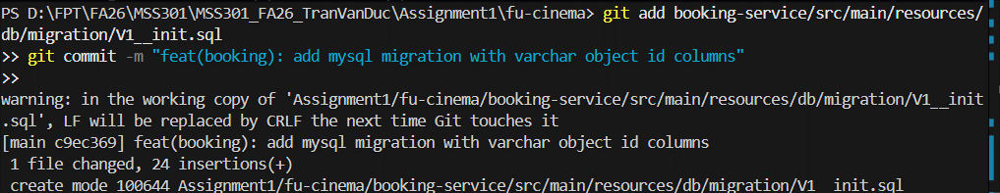 PS D:\FPT\FA26\MSS301\MSS301_FA26_TranVanDuc\Assignment1\fu-cinema> git add booking-service/src/main/resources/
db/migration/V1__init.sql
>> git commit -m "feat(booking): add mysql migration with varchar object id columns"
>>
warning: in the working copy of 'Assignment1/fu-cinema/booking-service/src/main/resources/db/migration/V1__init
.sql', LF will be replaced by CRLF the next time Git touches it
[main c9ec369] feat(booking): add mysql migration with varchar object id columns
 1 file changed, 24 insertions(+)
 create mode 100644 Assignment1/fu-cinema/booking-service/src/main/resources/db/migration/V1__init.sql